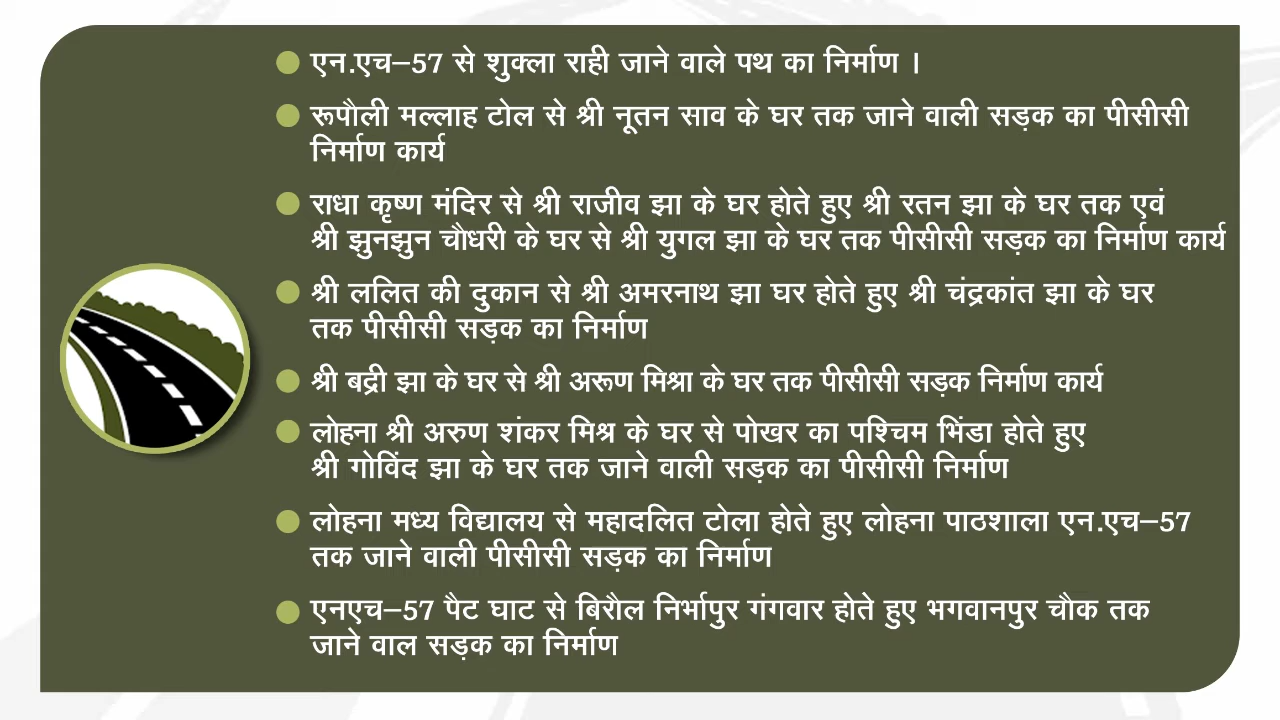 एन.एच–57 से शुक्ला राही जाने वाले पथ का निर्माण ।
रूपौली मल्लाह टोल से श्री नूतन साव के घर तक जाने वाली सड़क का पीसीसी
निर्माण कार्य
राधा कृष्ण मंदिर से श्री राजीव झा के घर होते हुए श्री रतन झा के घर तक एवं
श्री झुनझुन चौधरी के घर से श्री युगल झा के घर तक पीसीसी सड़क का निर्माण कार्य
श्री ललित की दुकान से श्री अमरनाथ झा घर होते हुए श्री चंद्रकांत झा के घर
तक पीसीसी सड़क का निर्माण
श्री बद्री झा के घर से श्री अरूण मिश्रा के घर तक पीसीसी सड़क निर्माण कार्य
लोहना श्री अरुण शंकर मिश्र के घर से पोखर का पश्चिम भिंडा होते हुए
श्री गोविंद झा के घर तक जाने वाली सड़क का पीसीसी निर्माण
लोहना मध्य विद्यालय से महादलित टोला होते हुए लोहना पाठशाला एन.एच–57
तक जाने वाली पीसीसी सड़क का निर्माण
एनएच–57 पैट घाट से बिरौल निर्भापुर गंगवार होते हुए भगवानपुर चौक तक
जाने वाल सड़क का निर्माण